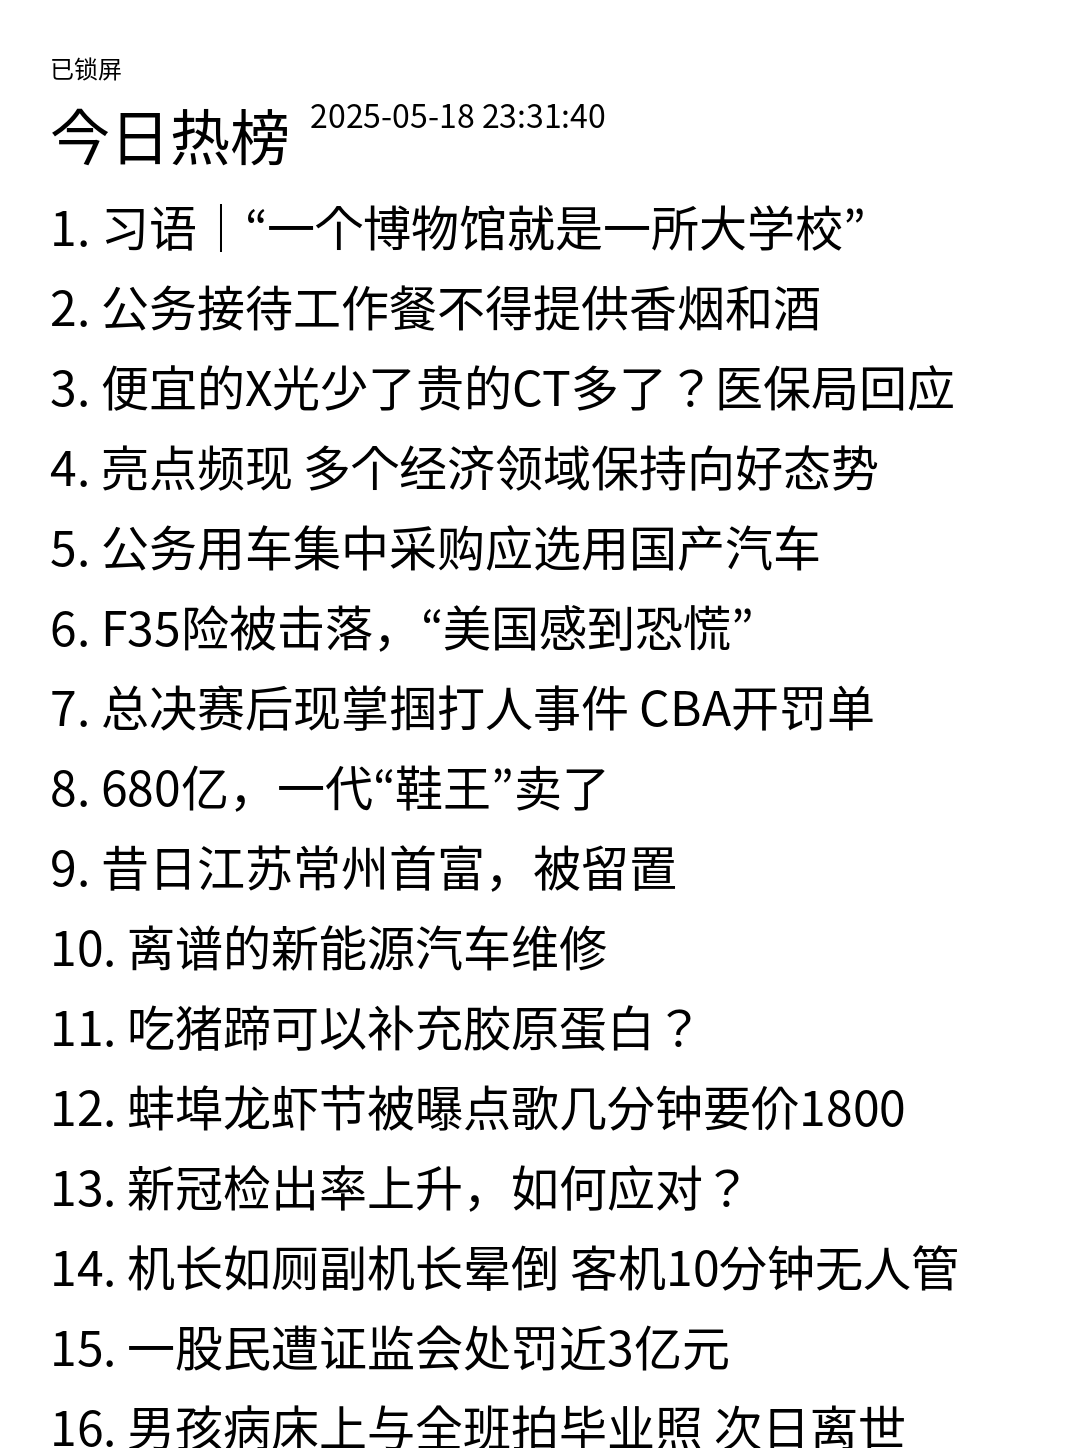 已锁屏
今日热榜 2025-05-18 23:31:40
1. 习语｜“一个博物馆就是一所大学校”
2. 公务接待工作餐不得提供香烟和酒
3. 便宜的X光少了贵的CT多了？医保局回应
4. 亮点频现 多个经济领域保持向好态势
5. 公务用车集中采购应选用国产汽车
6. F35险被击落，“美国感到恐慌”
7. 总决赛后现掌掴打人事件 CBA开罚单
8. 680亿，一代“鞋王”卖了
9. 昔日江苏常州首富，被留置
10. 离谱的新能源汽车维修
11. 吃猪蹄可以补充胶原蛋白？
12. 蚌埠龙虾节被曝点歌几分钟要价1800
13. 新冠检出率上升，如何应对？
14. 机长如厕副机长晕倒 客机10分钟无人管
15. 一股民遭证监会处罚近3亿元
16. 男孩病床上与全班拍毕业照 次日离世